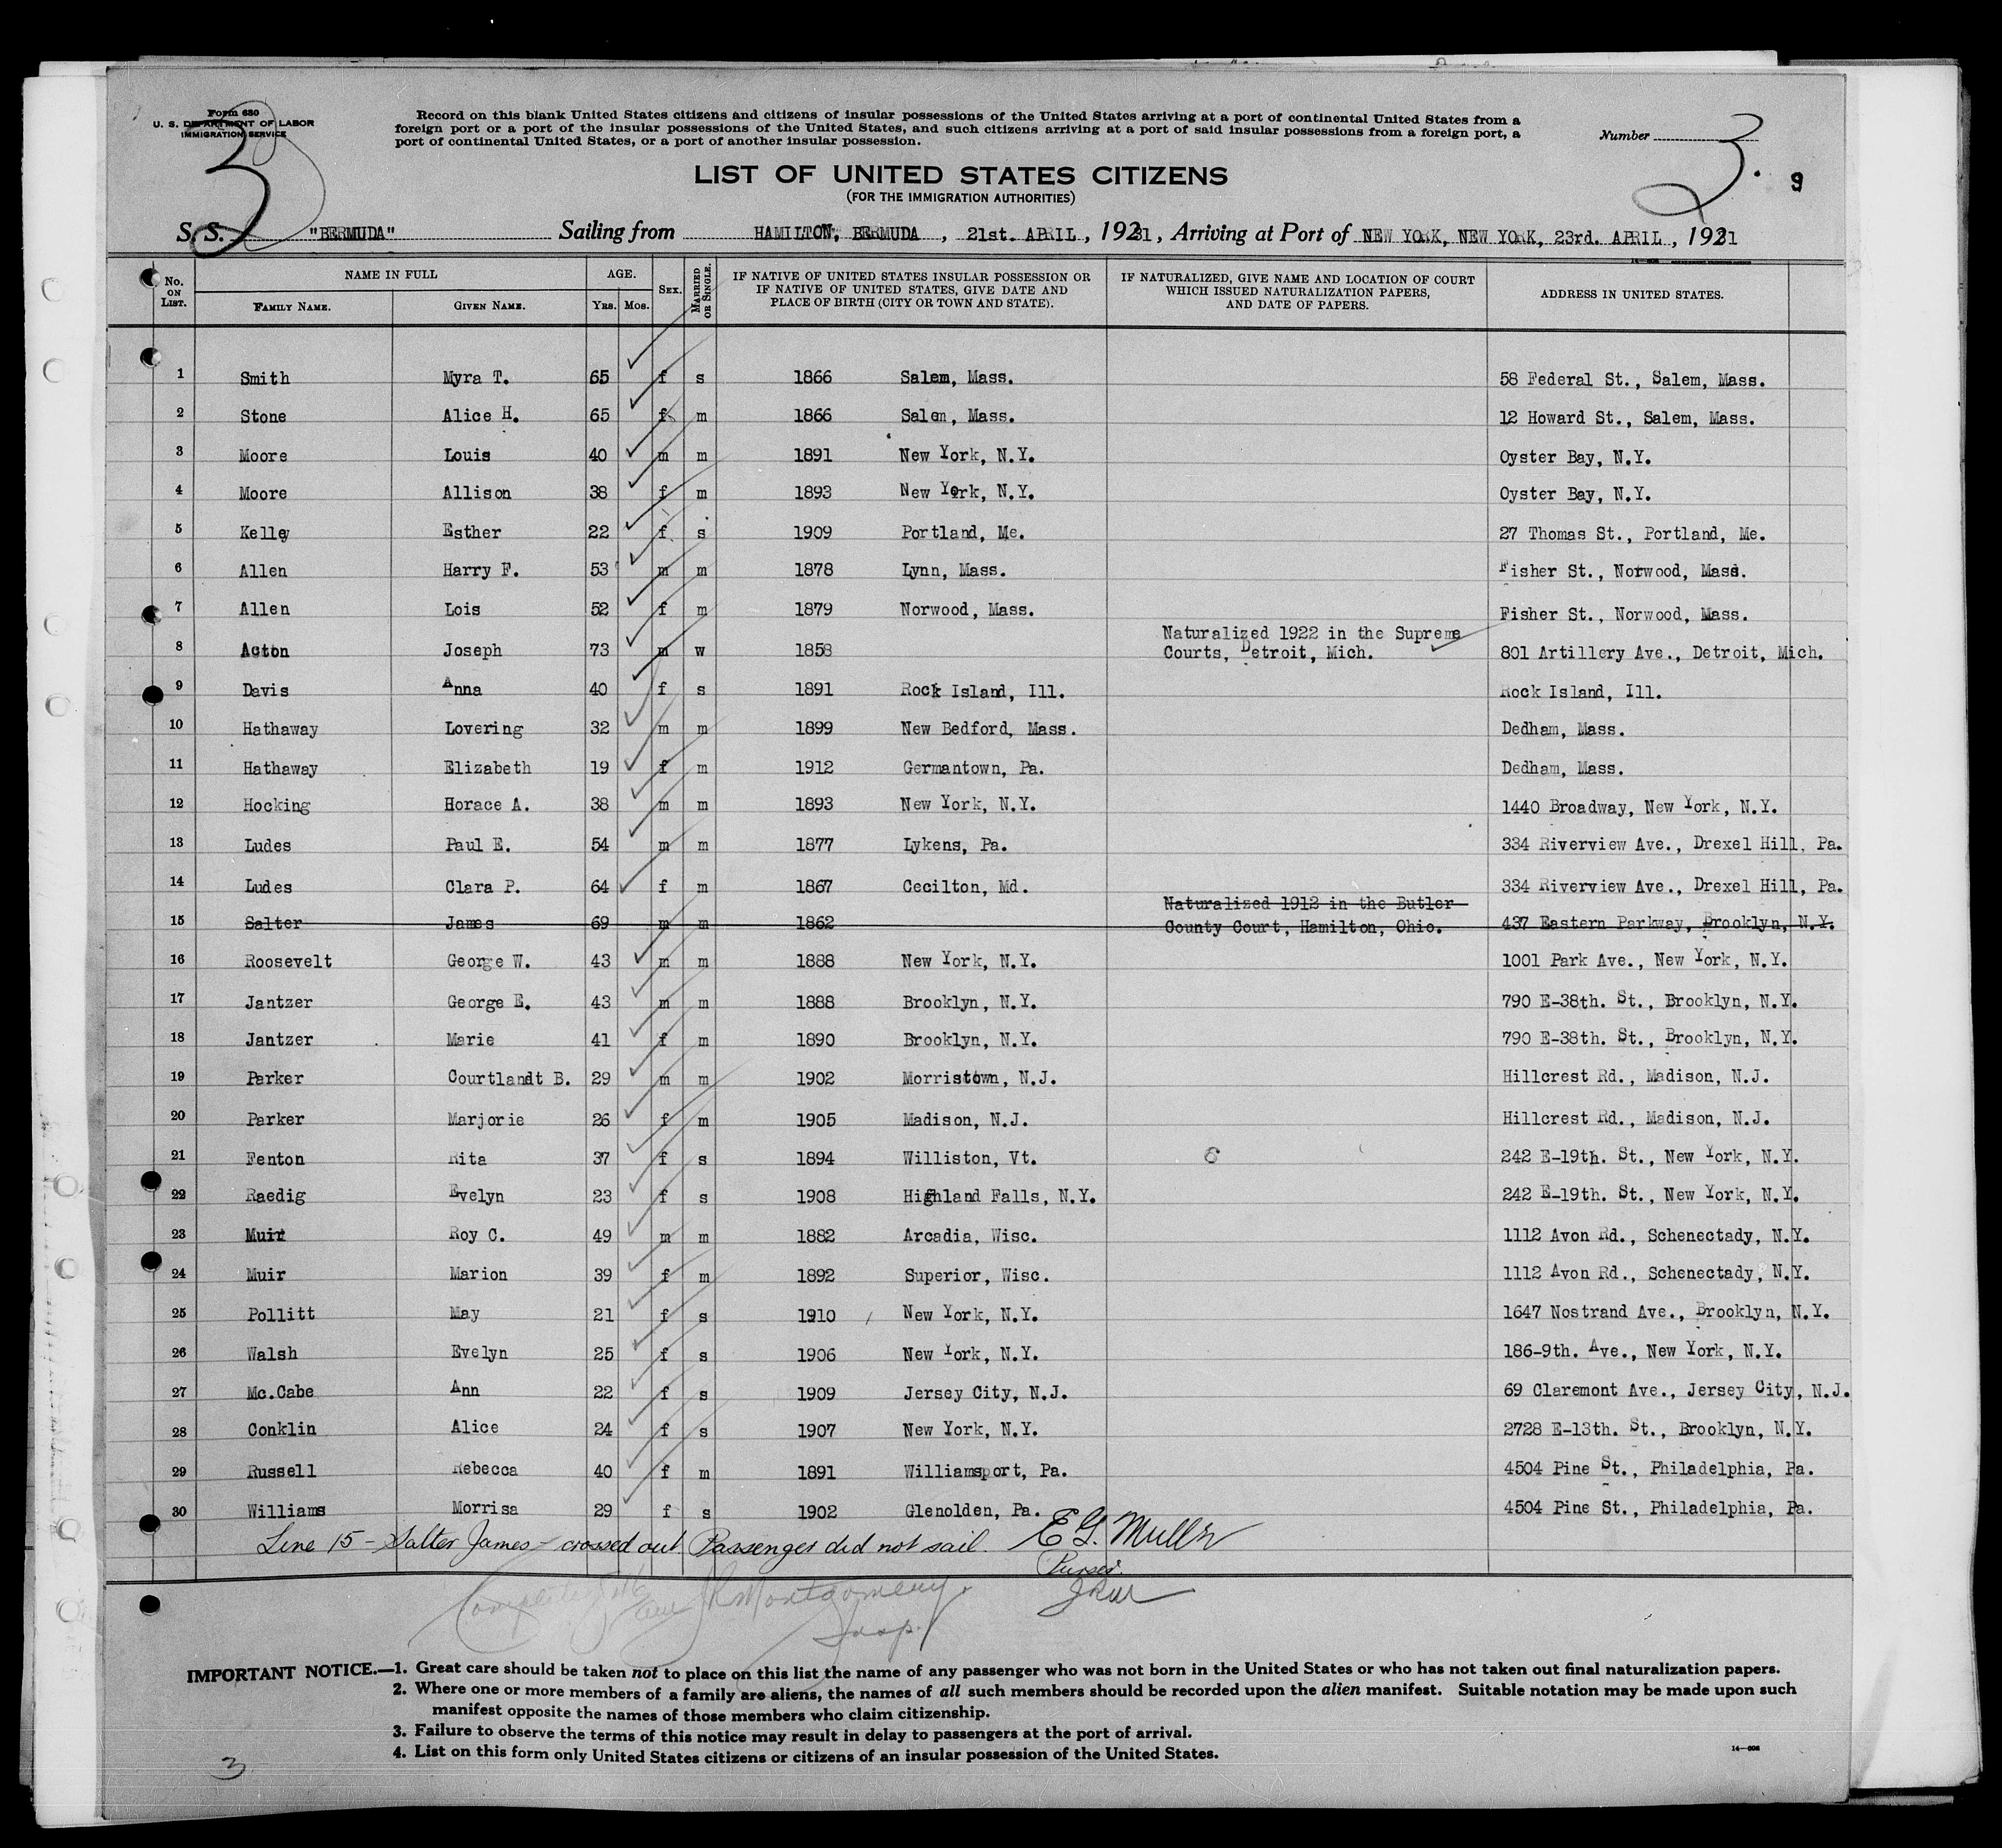 Form 630
U. S. DEPARTMENT OF LABOR
IMMIGRATION SERVICE
3
Record on this blank United States citizens and citizens of insular possessions of the United States arriving at a port of continental United States from a
foreign port or a port of the insular possessions of the United States, and such citizens arriving at a port of said insular possessions from a foreign port, a
port of continental United States, or a port of another insular possession.
Number 3. 9
LIST OF UNITED STATES CITIZENS
(FOR THE IMMIGRATION AUTHORITIES)
S. S. "BERMUDA" Sailing from HAMILTON, BERMUDA , 21st. APRIL , 1931 , Arriving at Port of NEW YORK, NEW YORK, 23rd. APRIL , 1931
No. ON LIST. NAME IN FULL FAMILY NAME. GIVEN NAME. AGE. YRS. MOS. SEX. MARRIED OR SINGLE. IF NATIVE OF UNITED STATES INSULAR POSSESSION OR IF NATIVE OF UNITED STATES, GIVE DATE AND PLACE OF BIRTH (CITY OR TOWN AND STATE). IF NATURALIZED, GIVE NAME AND LOCATION OF COURT WHICH ISSUED NATURALIZATION PAPERS, AND DATE OF PAPERS. ADDRESS IN UNITED STATES.
1 Smith Myra T. 65 f s 1866 Salem, Mass. 58 Federal St., Salem, Mass.
2 Stone Alice H. 65 f m 1866 Salem, Mass. 12 Howard St., Salem, Mass.
3 Moore Louis 40 m m 1891 New York, N.Y. Oyster Bay, N.Y.
4 Moore Allison 38 f m 1893 New York, N.Y. Oyster Bay, N.Y.
5 Kelley Esther 22 f s 1909 Portland, Me. 27 Thomas St., Portland, Me.
6 Allen Harry F. 53 m m 1878 Lynn, Mass. Fisher St., Norwood, Mass.
7 Allen Lois 52 f m 1879 Norwood, Mass. Fisher St., Norwood, Mass.
8 Acton Joseph 73 m w 1858 Naturalized 1922 in the Supreme Courts, Detroit, Mich. 801 Artillery Ave., Detroit, Mich.
9 Davis Anna 40 f s 1891 Rock Island, Ill. Rock Island, Ill.
10 Hathaway Lovering 32 m m 1899 New Bedford, Mass. Dedham, Mass.
11 Hathaway Elizabeth 19 f m 1912 Germantown, Pa. Dedham, Mass.
12 Hocking Horace A. 38 m m 1893 New York, N.Y. 1440 Broadway, New York, N.Y.
13 Ludes Paul E. 54 m m 1877 Lykens, Pa. 334 Riverview Ave., Drexel Hill, Pa.
14 Ludes Clara P. 64 f m 1867 Cecilton, Md. 334 Riverview Ave., Drexel Hill, Pa.
15 Salter James 69 m m 1862 Naturalized 1912 in the Butler County Court, Hamilton, Ohio. 437 Eastern Parkway, Brooklyn, N.Y.
16 Roosevelt George W. 43 m m 1888 New York, N.Y. 1001 Park Ave., New York, N.Y.
17 Jantzer George E. 43 m m 1888 Brooklyn, N.Y. 790 E-38th. St., Brooklyn, N.Y.
18 Jantzer Marie 41 f m 1890 Brooklyn, N.Y. 790 E-38th. St., Brooklyn, N.Y.
19 Parker Courtlandt B. 29 m m 1902 Morristown, N.J. Hillcrest Rd., Madison, N.J.
20 Parker Marjorie 26 f m 1905 Madison, N.J. Hillcrest Rd., Madison, N.J.
21 Fenton Rita 37 f s 1894 Williston, Vt. 242 E-19th. St., New York, N.Y.
22 Raedig Evelyn 23 f s 1908 Highland Falls, N.Y. 242 E-19th. St., New York, N.Y.
23 Muir Roy C. 49 m m 1882 Arcadia, Wisc. 1112 Avon Rd., Schenectady, N.Y.
24 Muir Marion 39 f m 1892 Superior, Wisc. 1112 Avon Rd., Schenectady, N.Y.
25 Pollitt May 21 f s 1910 New York, N.Y. 1647 Nostrand Ave., Brooklyn, N.Y.
26 Walsh Evelyn 25 f s 1906 New York, N.Y. 186-9th. Ave., New York, N.Y.
27 Mc.Cabe Ann 22 f s 1909 Jersey City, N.J. 69 Claremont Ave., Jersey City, N.J.
28 Conklin Alice 24 f s 1907 New York, N.Y. 2728 E-13th. St., Brooklyn, N.Y.
29 Russell Rebecca 40 f m 1891 Williamsport, Pa. 4504 Pine St., Philadelphia, Pa.
30 Williams Morrisa 29 f s 1902 Glenolden, Pa. 4504 Pine St., Philadelphia, Pa.
Line 15 - Salter James - crossed out. Passenger did not sail. E G. Muller
Purser.
Montgomery
Insp.
IMPORTANT NOTICE.—1. Great care should be taken not to place on this list the name of any passenger who was not born in the United States or who has not taken out final naturalization papers.
2. Where one or more members of a family are aliens, the names of all such members should be recorded upon the alien manifest. Suitable notation may be made upon such
manifest opposite the names of those members who claim citizenship.
3. Failure to observe the terms of this notice may result in delay to passengers at the port of arrival.
4. List on this form only United States citizens or citizens of an insular possession of the United States.
3